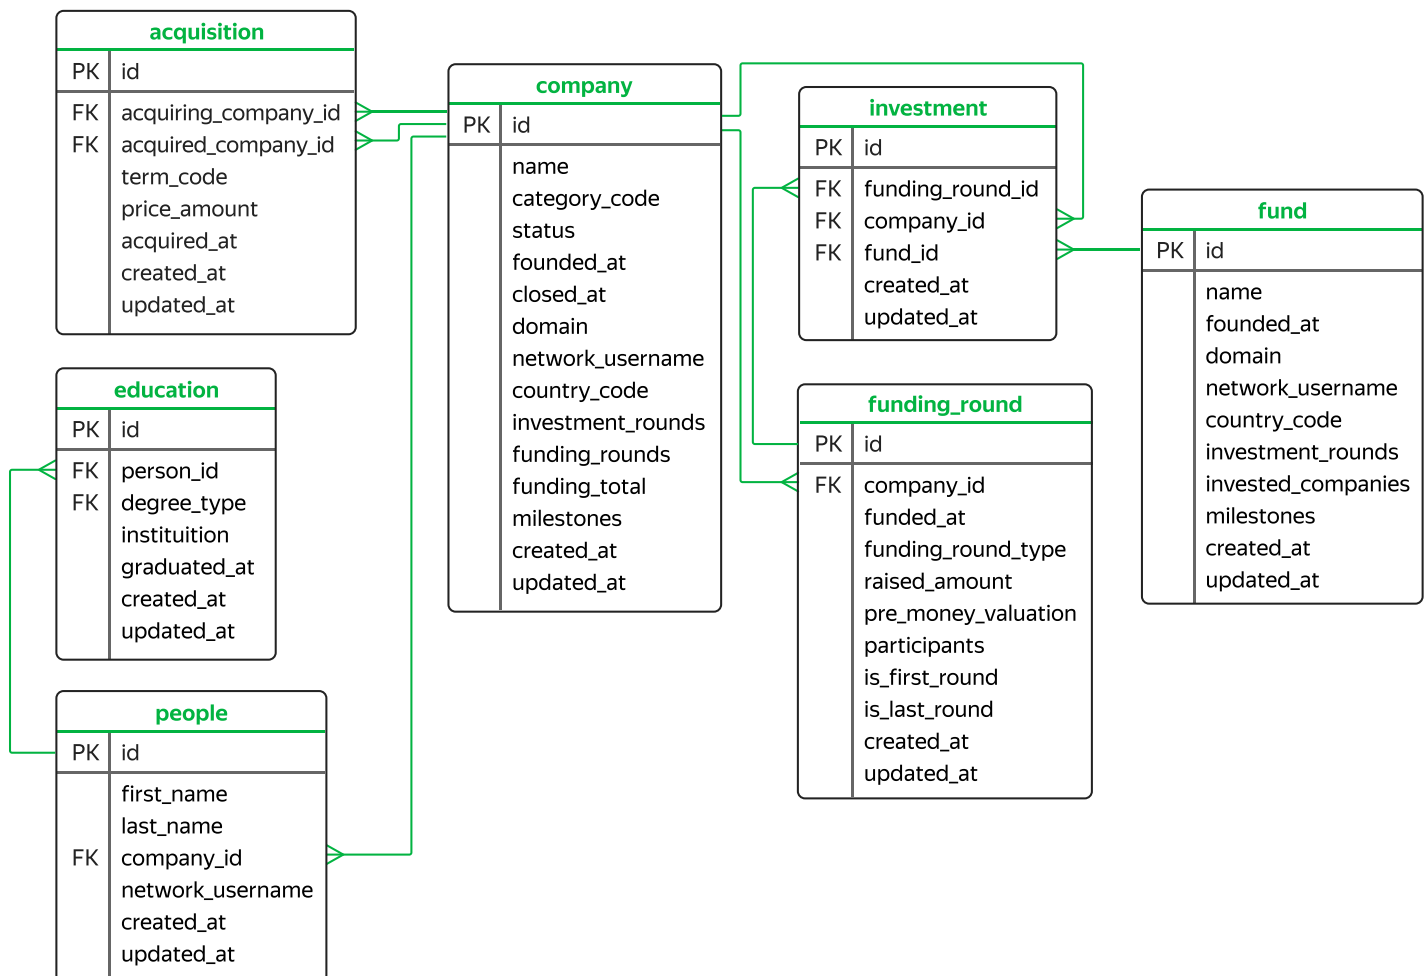 acquisition
PK id
FK acquiring_company_id
FK acquired_company_id
term_code
price_amount
acquired_at
created_at
updated_at
education
PK id
FK person_id
FK degree_type
instituition
graduated_at
created_at
updated_at
people
PK id
first_name
last_name
FK company_id
network_username
created_at
updated_at
company
PK id
name
category_code
status
founded_at
closed_at
domain
network_username
country_code
investment_rounds
funding_rounds
funding_total
milestones
created_at
updated_at
investment
PK id
FK funding_round_id
FK company_id
FK fund_id
created_at
updated_at
funding_round
PK id
FK company_id
funded_at
funding_round_type
raised_amount
pre_money_valuation
participants
is_first_round
is_last_round
created_at
updated_at
fund
PK id
name
founded_at
domain
network_username
country_code
investment_rounds
invested_companies
milestones
created_at
updated_at